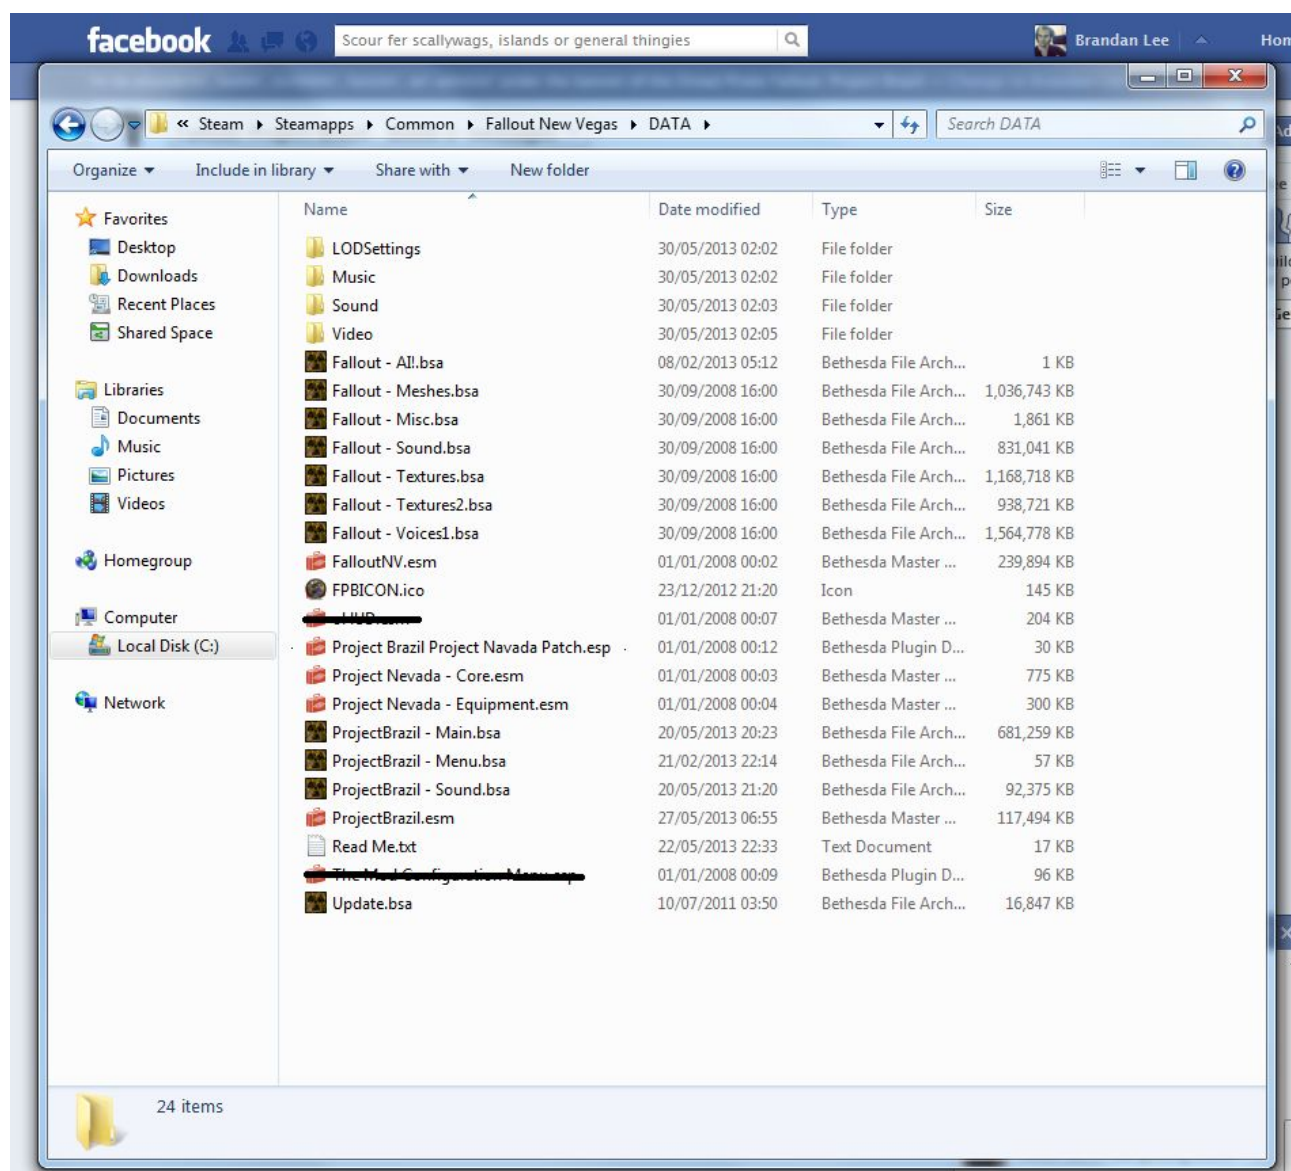 facebook Scour fer scallywags, islands or general thingies Brandan Lee
« Steam Steamapps Common Fallout New Vegas DATA Search DATA
Organize Include in library Share with New folder
Name Date modified Type Size
Favorites
Desktop
Downloads
Recent Places
Shared Space
Libraries
Documents
Music
Pictures
Videos
Homegroup
Computer
Local Disk (C:)
Network
LODSettings 30/05/2013 02:02 File folder
Music 30/05/2013 02:02 File folder
Sound 30/05/2013 02:03 File folder
Video 30/05/2013 02:05 File folder
Fallout - AI!.bsa 08/02/2013 05:12 Bethesda File Arch... 1 KB
Fallout - Meshes.bsa 30/09/2008 16:00 Bethesda File Arch... 1,036,743 KB
Fallout - Misc.bsa 30/09/2008 16:00 Bethesda File Arch... 1,861 KB
Fallout - Sound.bsa 30/09/2008 16:00 Bethesda File Arch... 831,041 KB
Fallout - Textures.bsa 30/09/2008 16:00 Bethesda File Arch... 1,168,718 KB
Fallout - Textures2.bsa 30/09/2008 16:00 Bethesda File Arch... 938,721 KB
Fallout - Voices1.bsa 30/09/2008 16:00 Bethesda File Arch... 1,564,778 KB
FalloutNV.esm 01/01/2008 00:02 Bethesda Master ... 239,894 KB
FPBICON.ico 23/12/2012 21:20 Icon 145 KB
01/01/2008 00:07 Bethesda Master ... 204 KB
Project Brazil Project Navada Patch.esp 01/01/2008 00:12 Bethesda Plugin D... 30 KB
Project Nevada - Core.esm 01/01/2008 00:03 Bethesda Master ... 775 KB
Project Nevada - Equipment.esm 01/01/2008 00:04 Bethesda Master ... 300 KB
ProjectBrazil - Main.bsa 20/05/2013 20:23 Bethesda File Arch... 681,259 KB
ProjectBrazil - Menu.bsa 21/02/2013 22:14 Bethesda File Arch... 57 KB
ProjectBrazil - Sound.bsa 20/05/2013 21:20 Bethesda File Arch... 92,375 KB
ProjectBrazil.esm 27/05/2013 06:55 Bethesda Master ... 117,494 KB
Read Me.txt 22/05/2013 22:33 Text Document 17 KB
The Mod Configuration Menu.esp 01/01/2008 00:09 Bethesda Plugin D... 96 KB
Update.bsa 10/07/2011 03:50 Bethesda File Arch... 16,847 KB
24 items